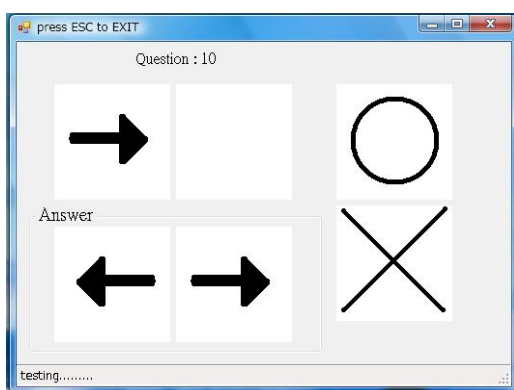 press ESC to EXIT
Question : 10
Answer
testing.........